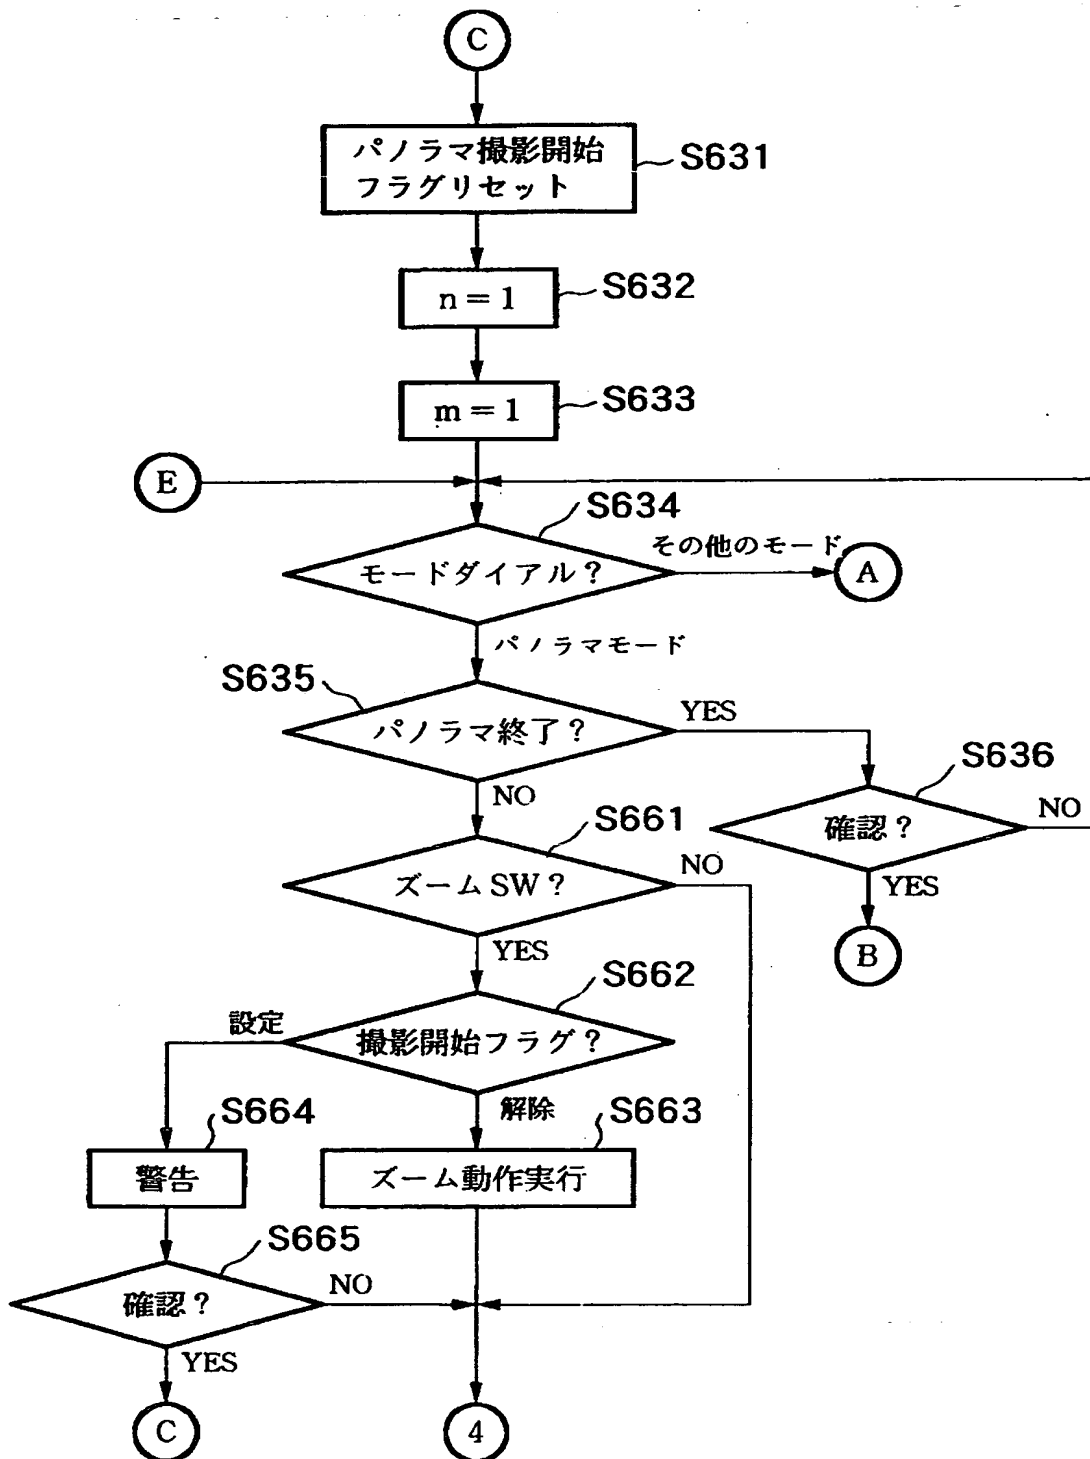 C
パノラマ撮影開始
フラグリセット
S631
n = 1
S632
m = 1
S633
E
S634
モードダイアル?
その他のモード
A
パノラマモード
S635
パノラマ終了?
YES
NO
S636
確認?
NO
YES
B
S661
ズームSW?
NO
YES
S662
撮影開始フラグ?
設定
解除
S664
警告
S663
ズーム動作実行
S665
確認?
NO
YES
C
4